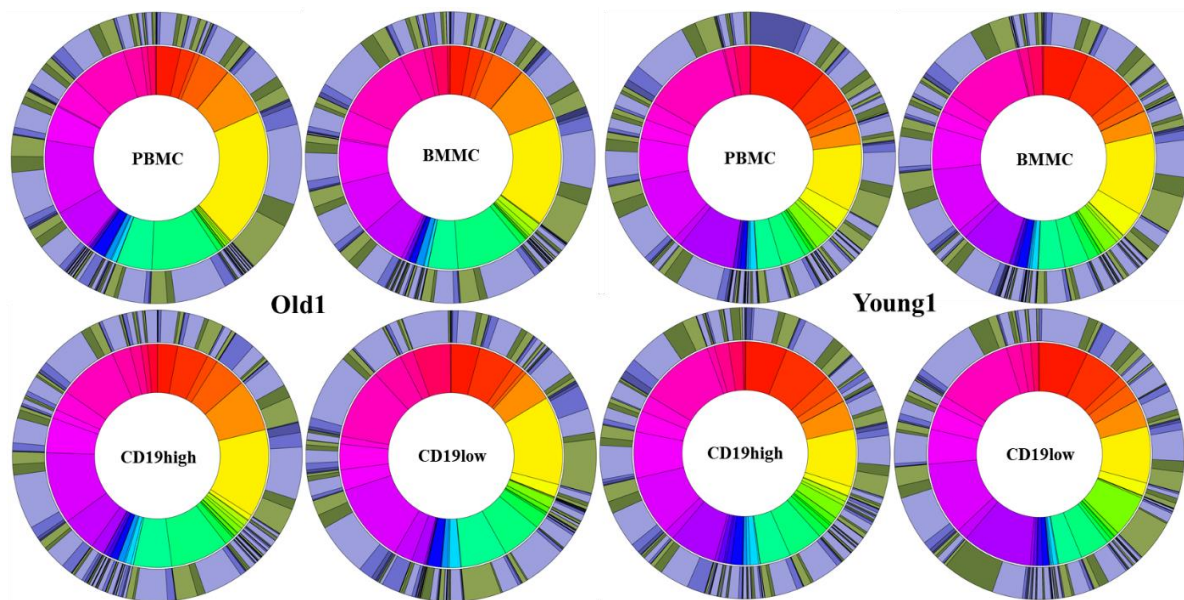 PBMC
BMMC
PBMC
BMMC
Old1
Young1
CD19high
CD19low
CD19high
CD19low